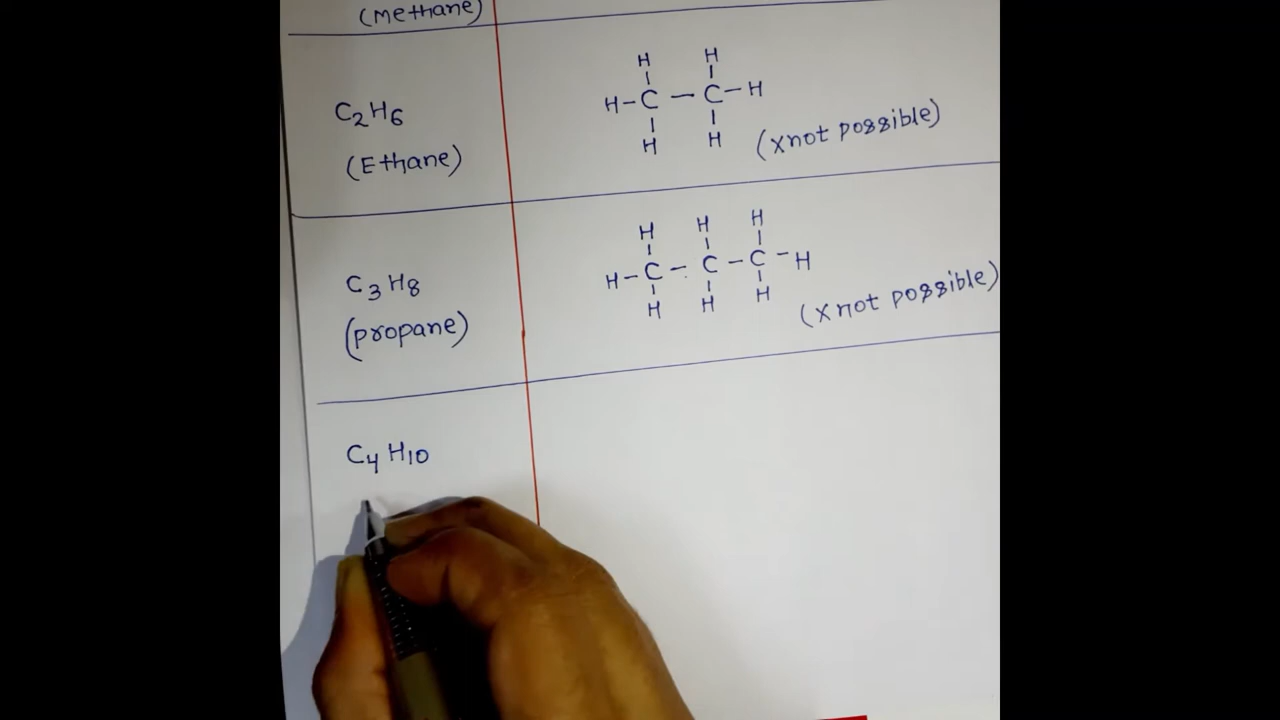 (Methane)
C2H6
(Ethane)
H H
H-C-C-H
H H
(x not possible)
C3H8
(propane)
H H H
H-C-C-C-H
H H H
(x not possible)
C4H10